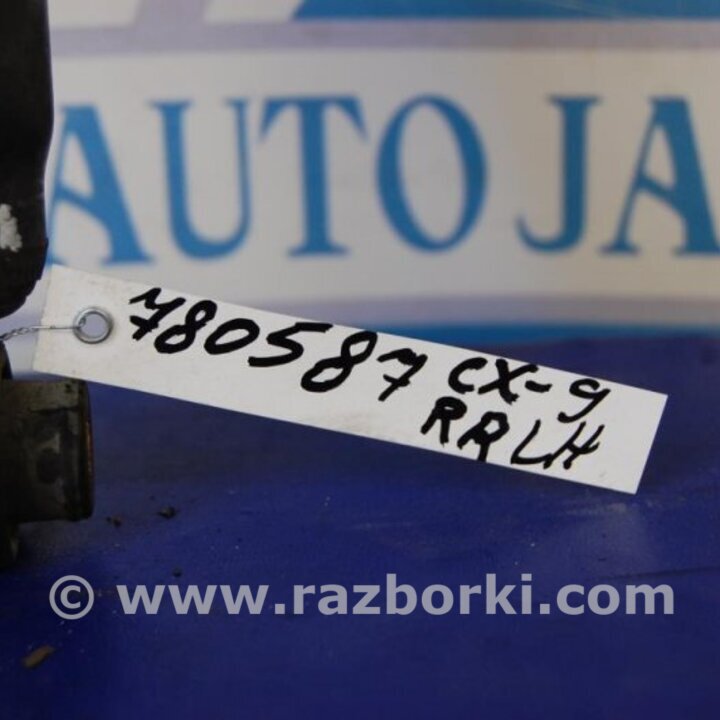 AUTO JA
780587 CX-9
RR LH
© www.razborki.com